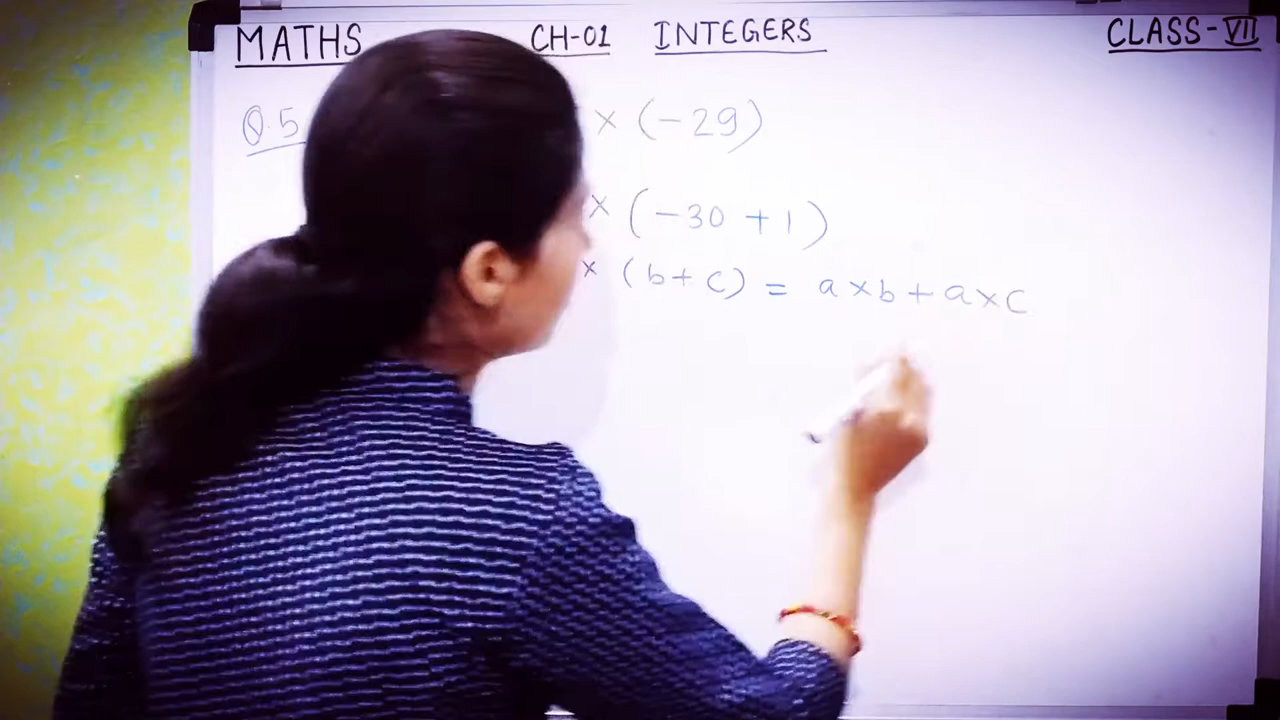 MATHS CH-01 INTEGERS CLASS-VII
Q.5 × (-29)
× (-30 + 1)
× (b+c) = a×b+a×c